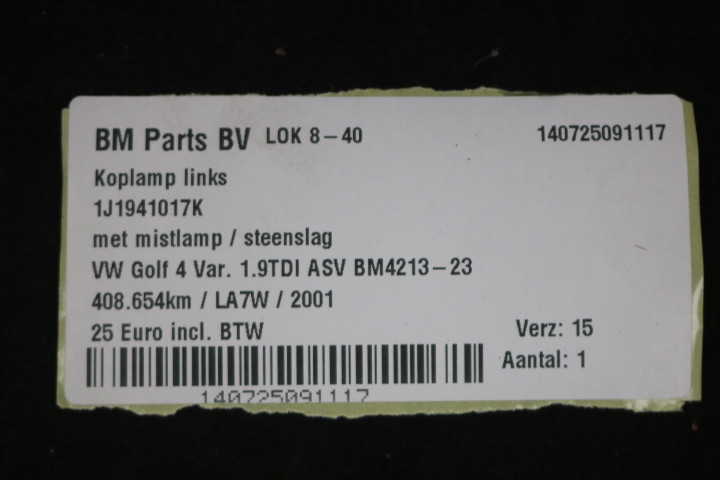 BM Parts BV LOK 8-40 140725091117
Koplamp links
1J1941017K
met mistlamp / steenslag
VW Golf 4 Var. 1.9TDI ASV BM4213-23
408.654km / LA7W / 2001
25 Euro incl. BTW Verz: 15
Aantal: 1
140725091117